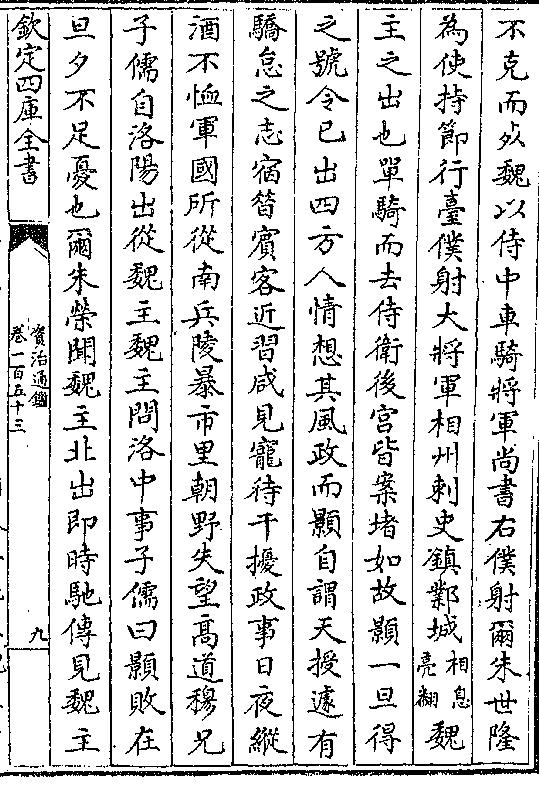 不克而㱕魏以侍中車騎將軍尚書右僕射爾朱世隆
為使持節行臺僕射大將軍相州刺史鎮鄴城相息亮翻魏
主之出也單騎而去侍衛後宮皆案堵如故顥一旦得
之號令已出四方人情想其風政而顥自謂天授遽有
驕怠之志宿昔賓客近習咸見寵待干擾政事日夜縱
酒不恤軍國所從南兵陵暴市里朝野失望髙道穆兄
子儒自洛陽出從魏主魏主問洛中事子儒曰顥敗在
旦夕不足憂也爾朱榮聞魏主北出即時馳傳見魏主
欽定四庫全書
資治通鑑
卷一百五十三
九